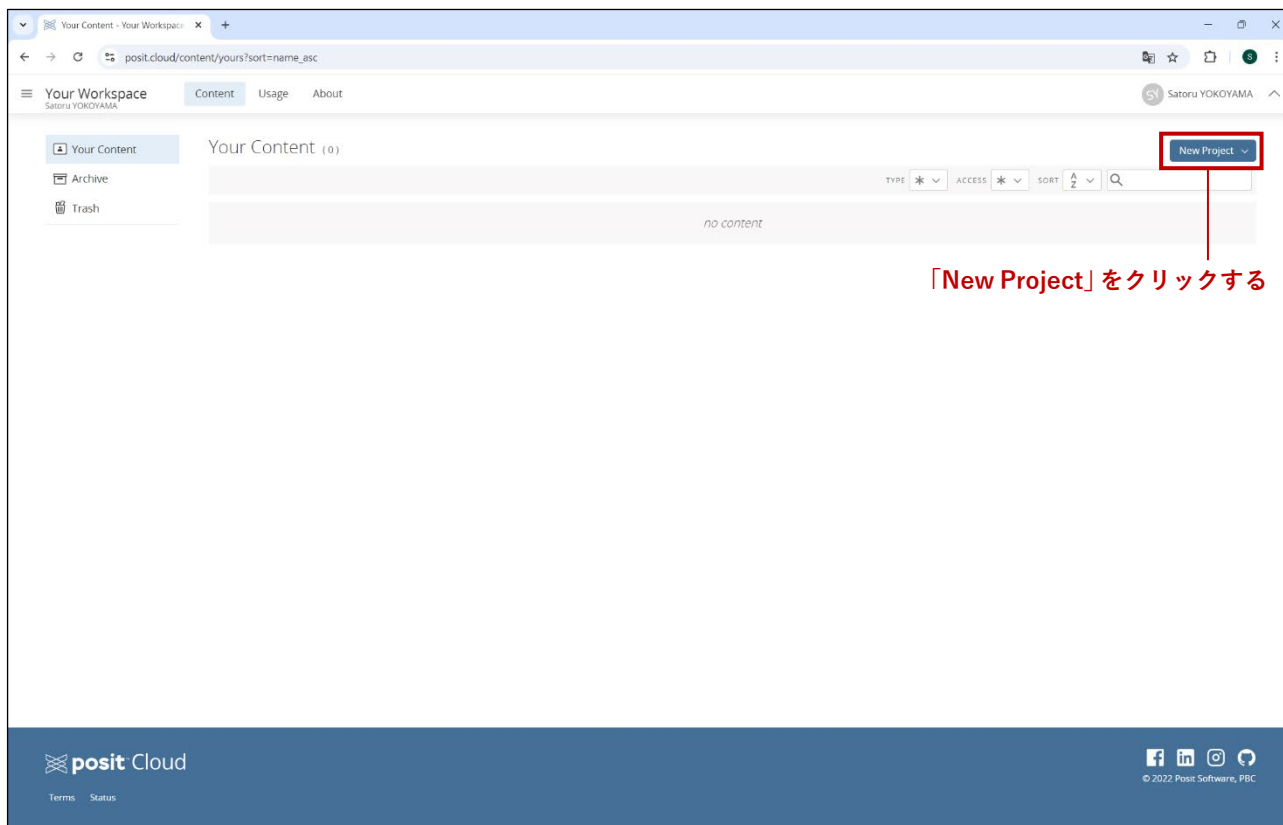 Your Content - Your Workspace
posit.cloud/content/yours?sort=name_asc
S
Your Workspace
Satoru YOKOYAMA
Content Usage About
SY Satoru YOKOYAMA
Your Content
Archive
Trash
Your Content (0)
New Project
TYPE ACCESS SORT A Z
no content
「New Project」をクリックする
posit Cloud
Terms Status
© 2022 Posit Software, PBC